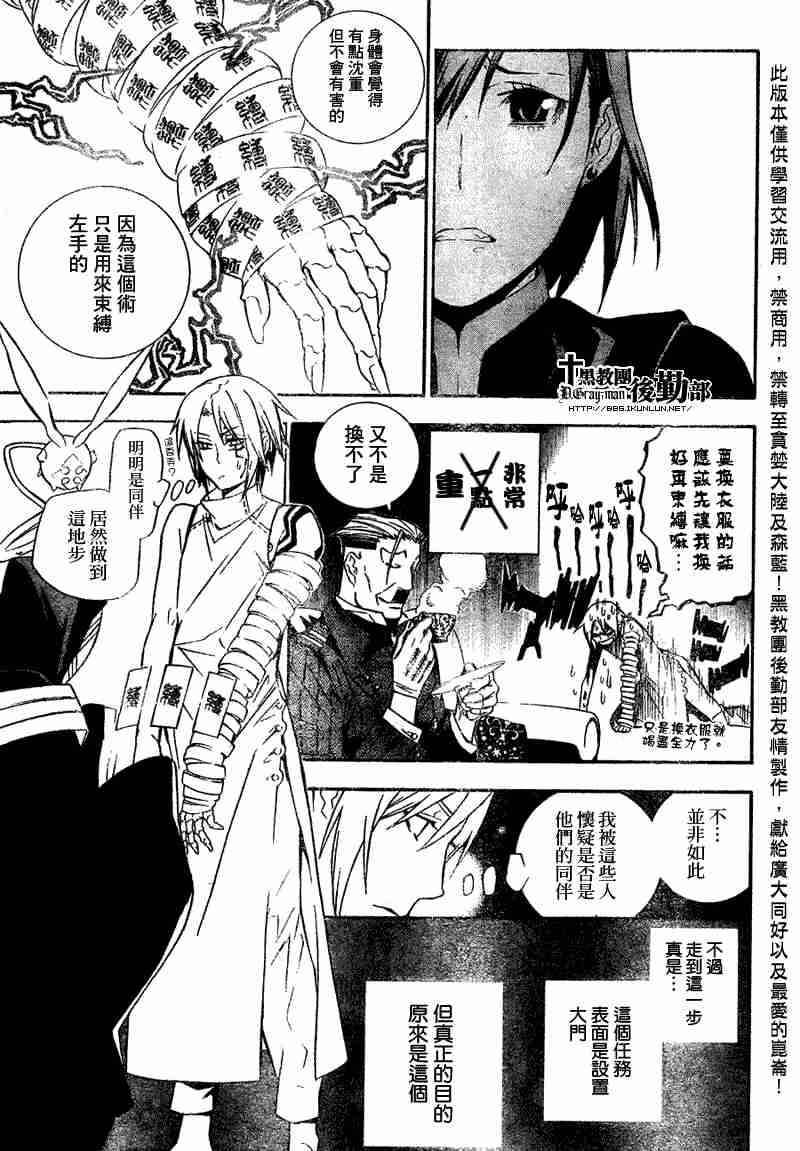 身體會覺得
有點沈重
但不會有害的
因為這個術
只是用來束縛
左手的
黑教團
D.Gray-man
後勤部
HTTP://BBS.IKUNLUN.NET/
要換衣服的話
應該先讓我換
好再束縛嘛…
呼
哈
呼
哈
只是換衣服就
竭盡全力了。
非常
一點
重
又不是
換不了
明明是同伴
居然做到
這地步
不…
並非如此
我被這些人
懷疑是否是
他們的同伴
不過
走到這一步
真是…
這個任務
表面是設置
大門
但真正的目的
原來是這個
此版本僅供學習交流用，禁商用，禁轉至貪婪大陸及森藍！黑教團後勤部友情製作，獻給廣大同好以及最愛的崑崙！